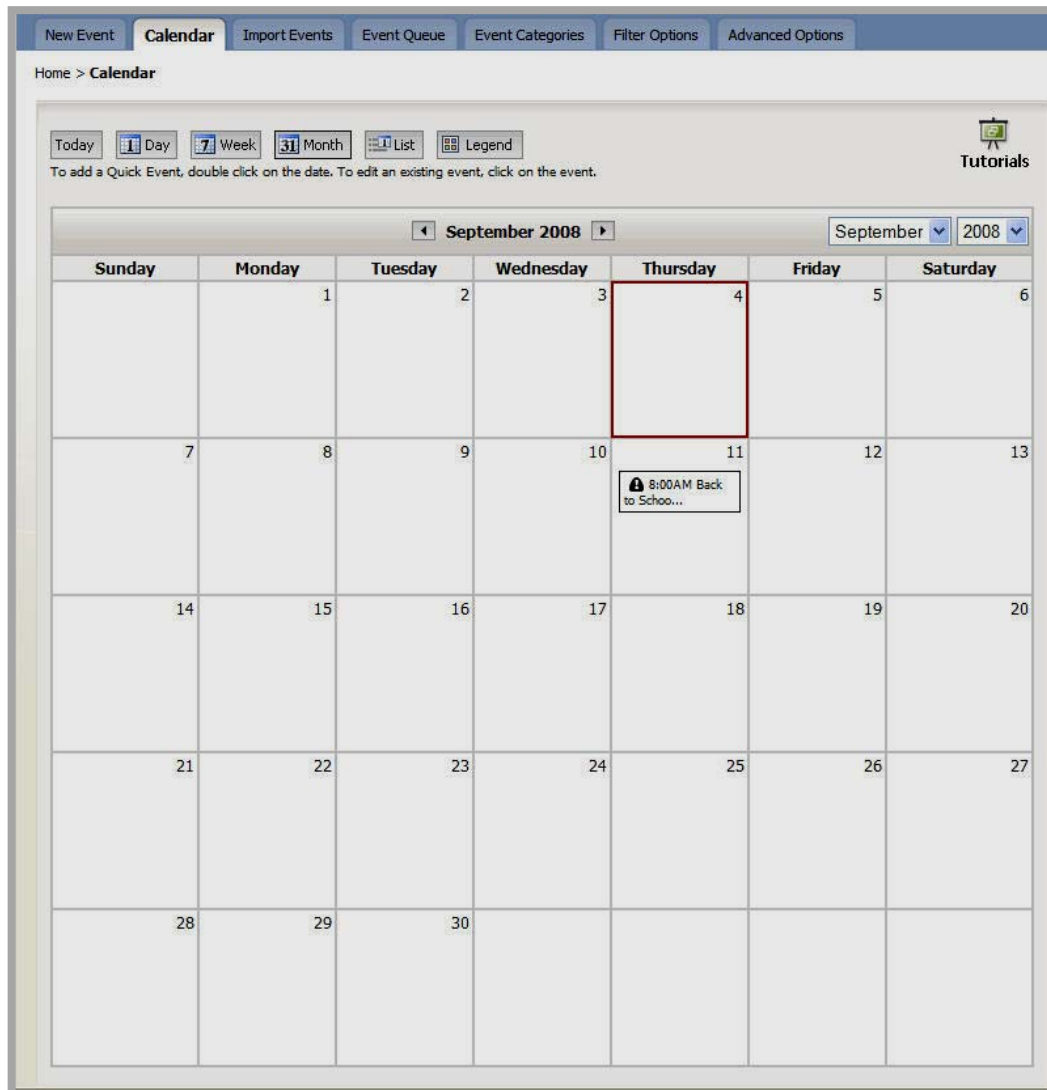 New Event Calendar Import Events Event Queue Event Categories Filter Options Advanced Options
Home > Calendar
Today 1 Day 7 Week 31 Month 1 List Legend
Tutorials
To add a Quick Event, double click on the date. To edit an existing event, click on the event.
September 2008 September 2008
Sunday Monday Tuesday Wednesday Thursday Friday Saturday
1 2 3 4 5 6
7 8 9 10 11 12 13
8:00AM Back
to Schoo...
14 15 16 17 18 19 20
21 22 23 24 25 26 27
28 29 30